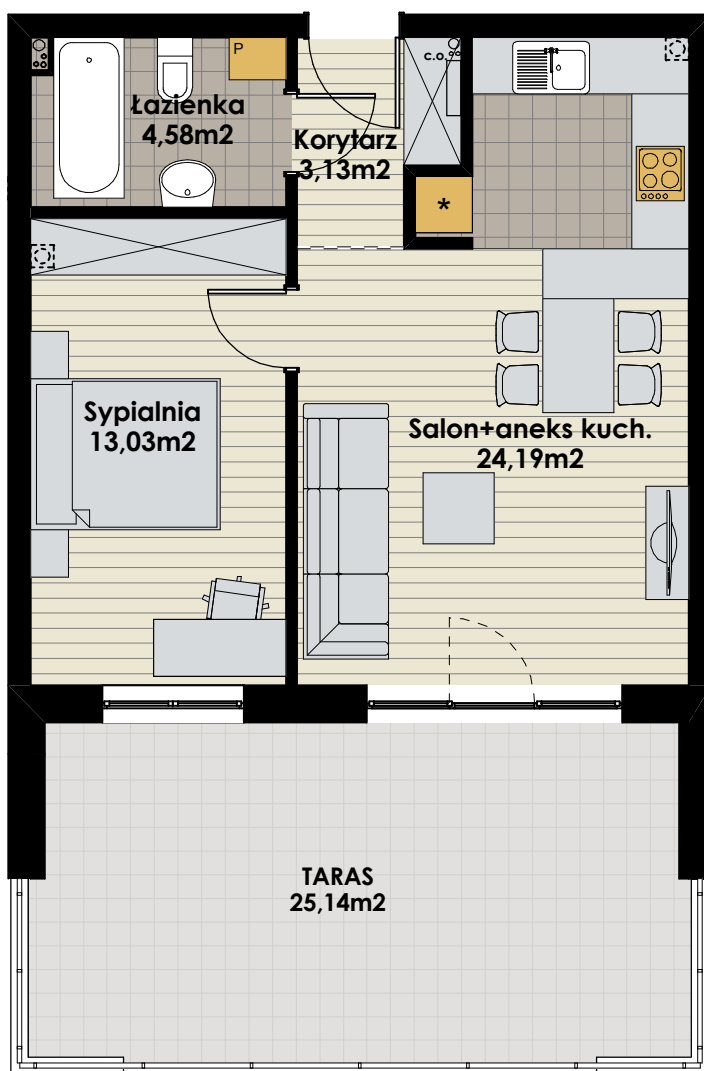 P
c.o.
Łazienka
4,58m2
Korytarz
3,13m2
*
Sypialnia
13,03m2
Salon+aneks kuch.
24,19m2
TARAS
25,14m2